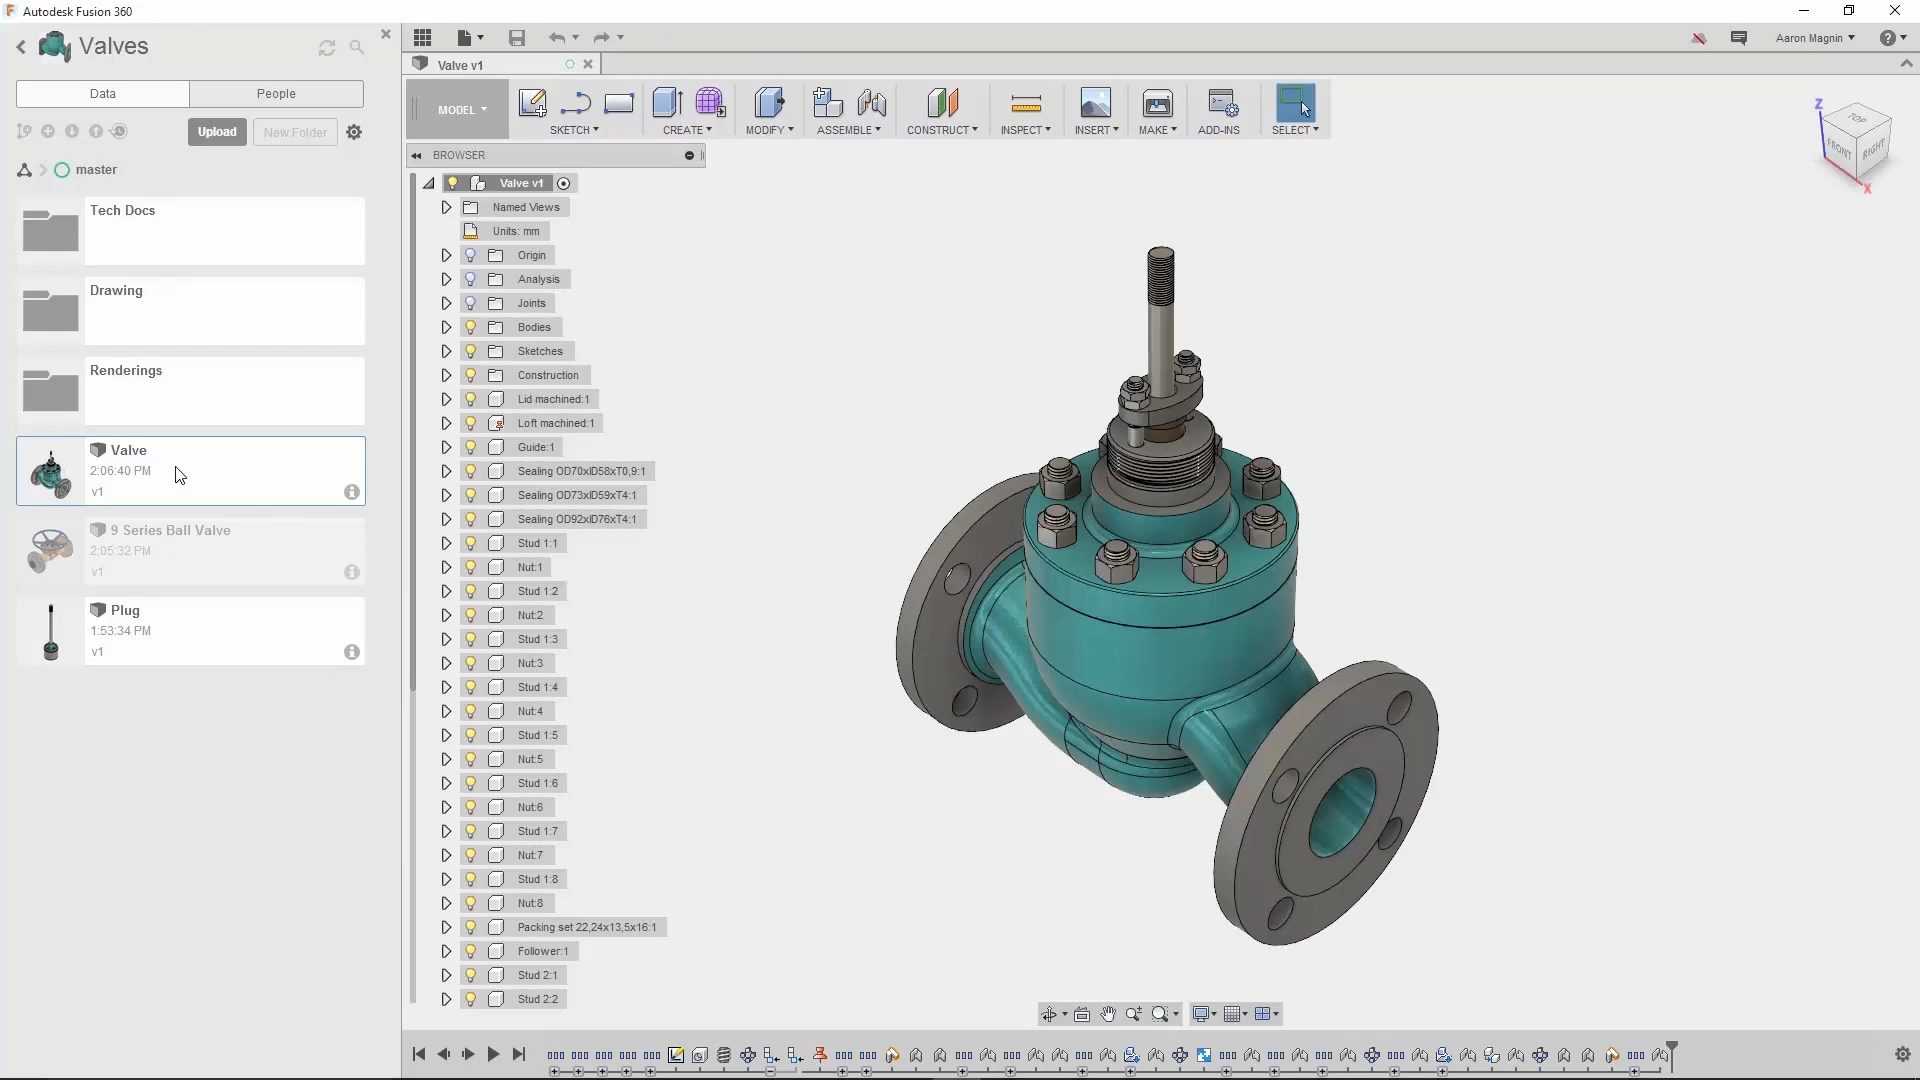 Autodesk Fusion 360
Valves
Data
People
Upload
New Folder
master
Tech Docs
Drawing
Renderings
Valve
2:06:40 PM
v1
9 Series Ball Valve
2:05:32 PM
v1
Plug
1:53:34 PM
v1
Aaron Magnin
Valve v1
MODEL
SKETCH
CREATE
MODIFY
ASSEMBLE
CONSTRUCT
INSPECT
INSERT
MAKE
ADD-INS
SELECT
BROWSER
Valve v1
Named Views
Units: mm
Origin
Analysis
Joints
Bodies
Sketches
Construction
Lid machined:1
Loft machined:1
Guide:1
Sealing OD70xID58xT0,9:1
Sealing OD73xID59xT4:1
Sealing OD92xID76xT4:1
Stud 1:1
Nut:1
Stud 1:2
Nut:2
Stud 1:3
Nut:3
Stud 1:4
Nut:4
Stud 1:5
Nut:5
Stud 1:6
Nut:6
Stud 1:7
Nut:7
Stud 1:8
Nut:8
Packing set 22,24x13,5x16:1
Follower:1
Stud 2:1
Stud 2:2
Z
TOP
FRONT
RIGHT
X